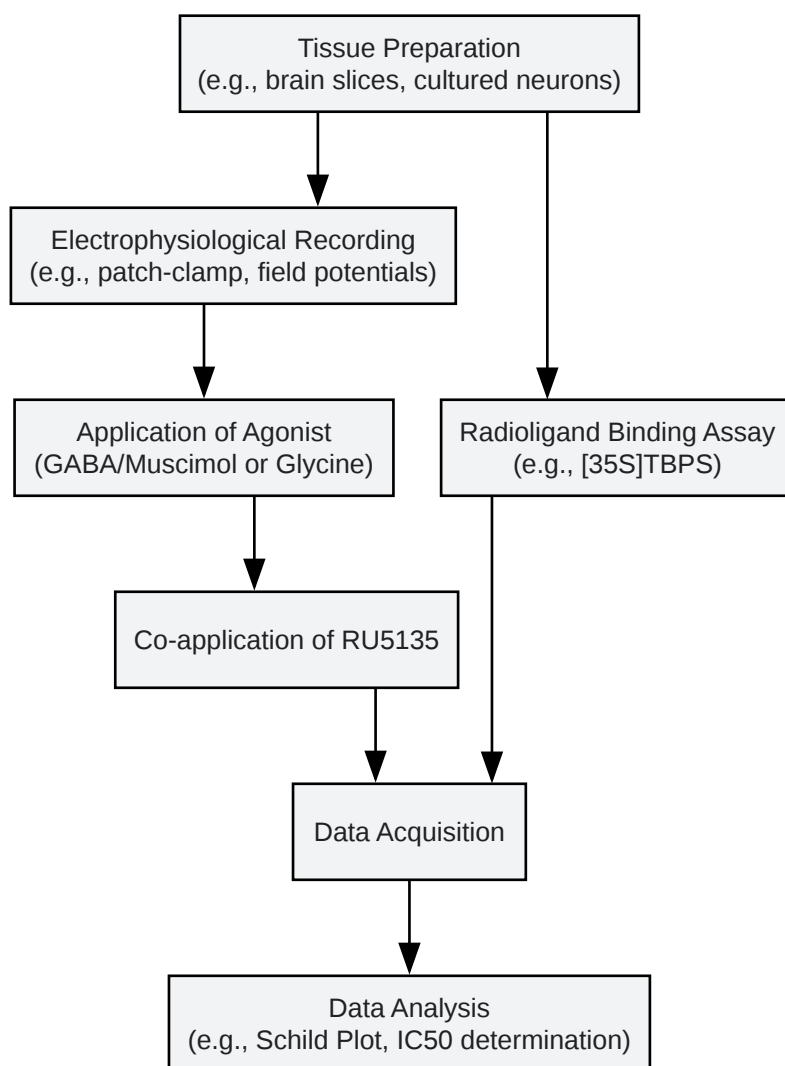 Tissue Preparation
(e.g., brain slices, cultured neurons)
Electrophysiological Recording
(e.g., patch-clamp, field potentials)
Application of Agonist
(GABA/Muscimol or Glycine)
Radioligand Binding Assay
(e.g., [35S]TBPS)
Co-application of RU5135
Data Acquisition
Data Analysis
(e.g., Schild Plot, IC50 determination)